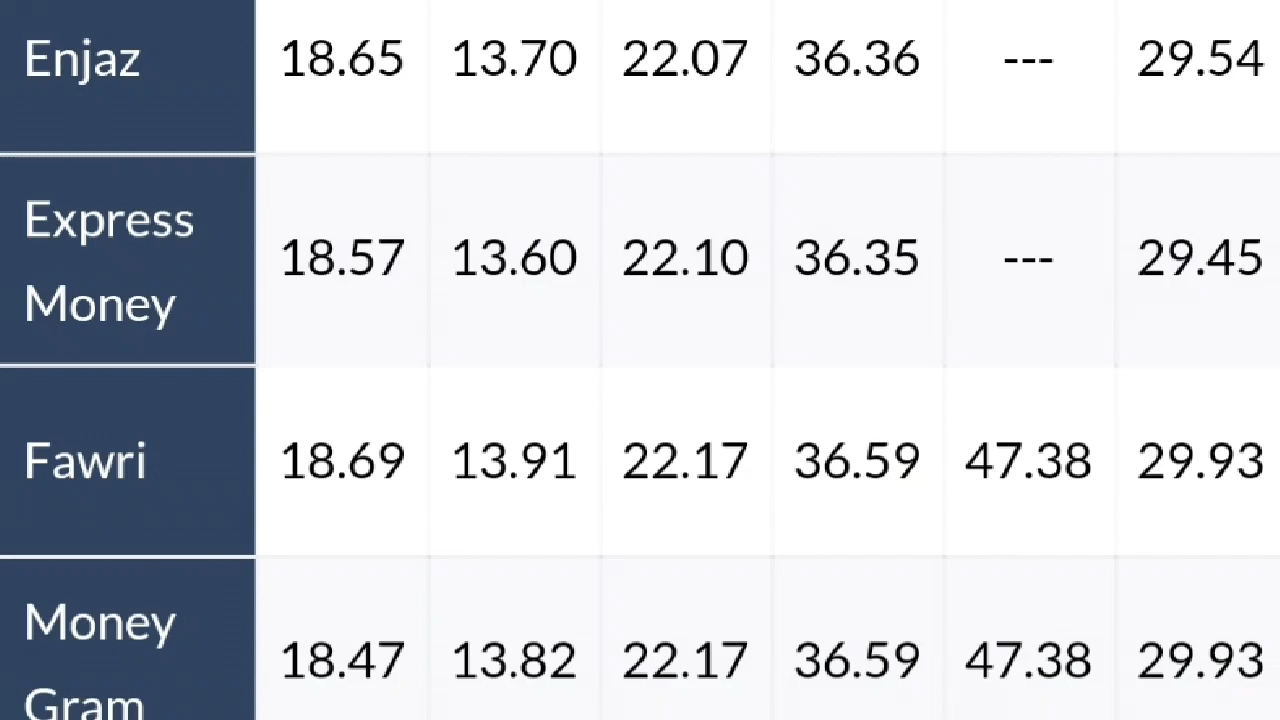 Enjaz 18.65 13.70 22.07 36.36 --- 29.54
Express
Money 18.57 13.60 22.10 36.35 --- 29.45
Fawri 18.69 13.91 22.17 36.59 47.38 29.93
Money
Gram 18.47 13.82 22.17 36.59 47.38 29.93